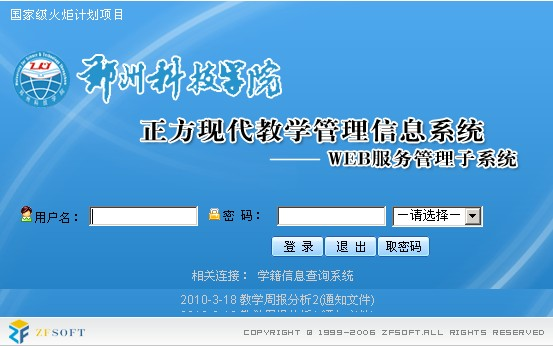 国家级火炬计划项目
郑州科技学院
正方现代教学管理信息系统
——WEB服务管理子系统
用户名： 密 码： 一请选择一
登 录 退 出 取密码
相关连接： 学籍信息查询系统
2010-3-18 教学周报分析2(通知文件)
ZFSOFT COPYRIGHT @ 1999-2006 ZFSOFT.ALL RIGHTS RESERVED